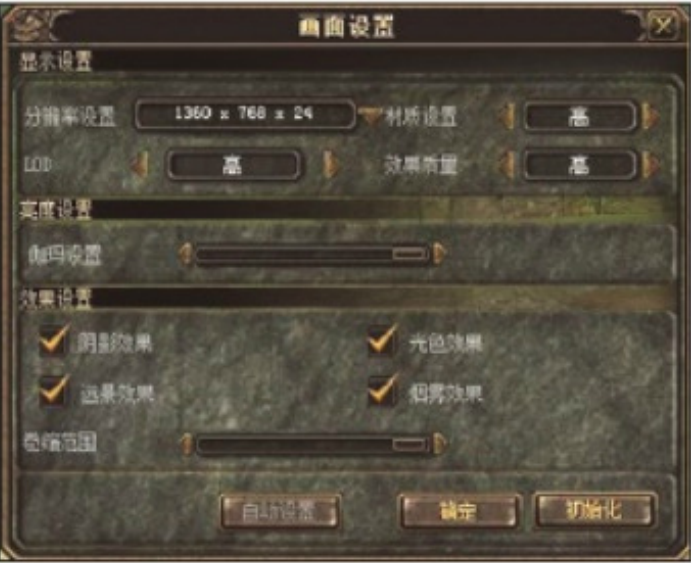 画面设置
显示设置
分辨率设置 1360 x 768 x 24 材质设置 高
LOD 高 效果质量 高
亮度设置
伽玛设置
效果设置
阴影效果 光色效果
远景效果 烟雾效果
范围
自动设置 确定 初始化